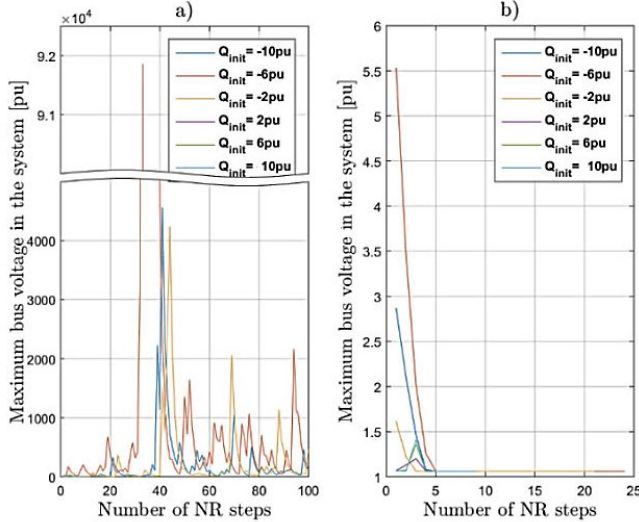 a)
×10⁴
9.2
9.1
4000
3000
2000
1000
0
0 20 40 60 80 100
Maximum bus voltage in the system [pu]
Number of NR steps
Q_init= -10pu
Q_init= -6pu
Q_init= -2pu
Q_init= 2pu
Q_init= 6pu
Q_init= 10pu
b)
6
5.5
5
4.5
4
3.5
3
2.5
2
1.5
1
0 5 10 15 20 25
Maximum bus voltage in the system [pu]
Number of NR steps
Q_init= -10pu
Q_init= -6pu
Q_init= -2pu
Q_init= 2pu
Q_init= 6pu
Q_init= 10pu